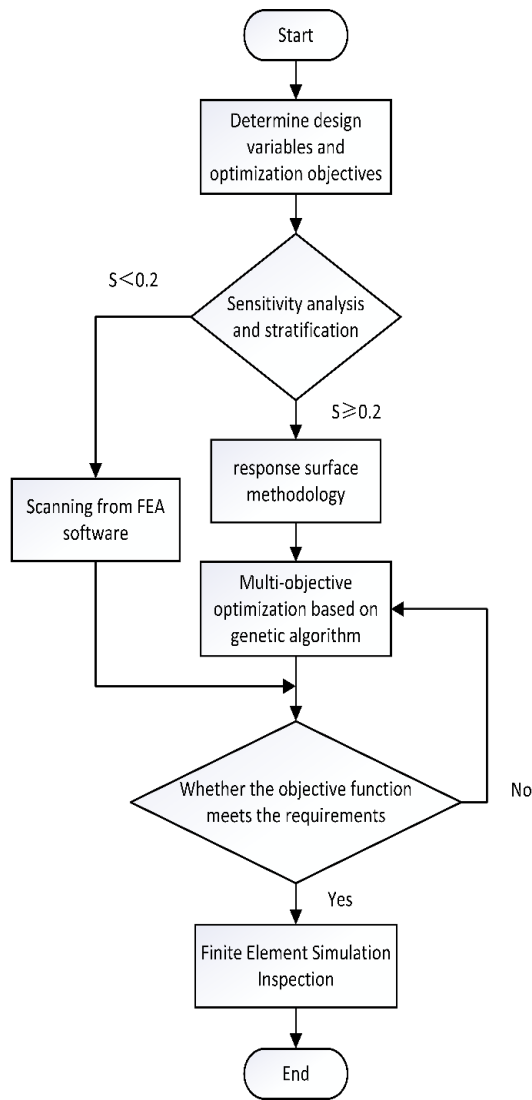 Start
Determine design
variables and
optimization objectives
S<0.2
Sensitivity analysis
and stratification
S≥0.2
response surface
methodology
Scanning from FEA
software
Multi-objective
optimization based on
genetic algorithm
Whether the objective function
meets the requirements
No
Yes
Finite Element Simulation
Inspection
End